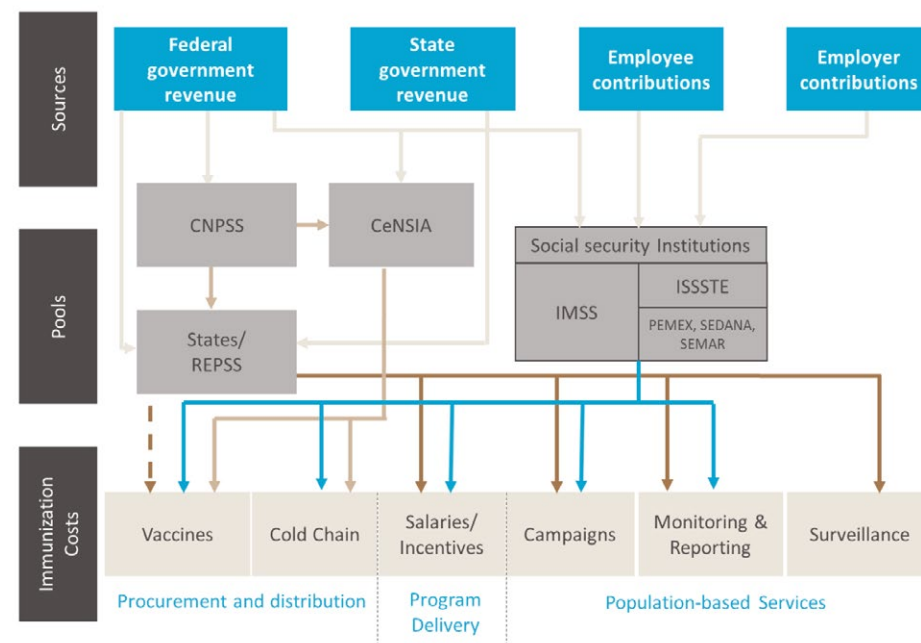 Sources
Federal
government
revenue
State
government
revenue
Employee
contributions
Employer
contributions
Pools
CNPSS
CeNSIA
Social security Institutions
IMSS
ISSSTE
PEMEX, SEDANA,
SEMAR
States/
REPSS
Immunization
Costs
Vaccines
Cold Chain
Salaries/
Incentives
Campaigns
Monitoring &
Reporting
Surveillance
Procurement and distribution
Program
Delivery
Population-based Services